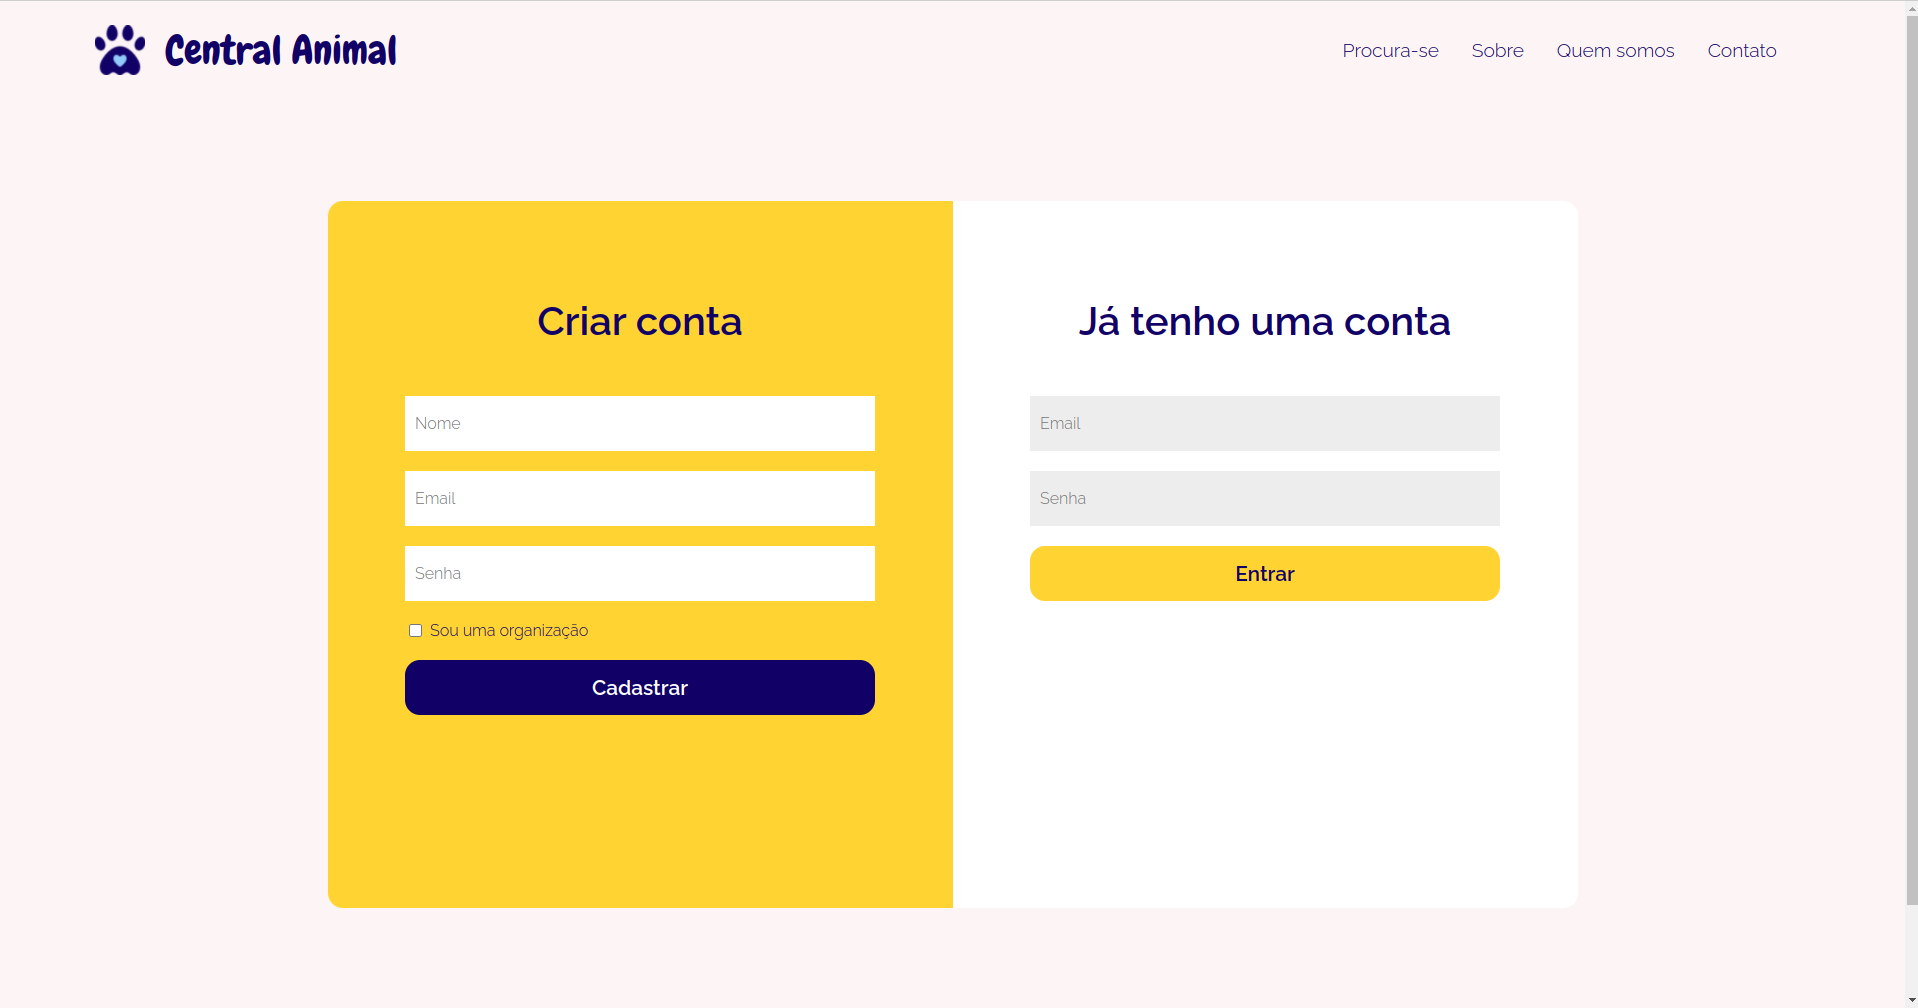 Central Animal
Procura-se Sobre Quem somos Contato
Criar conta
Nome
Email
Senha
Sou uma organização
Cadastrar
Já tenho uma conta
Email
Senha
Entrar